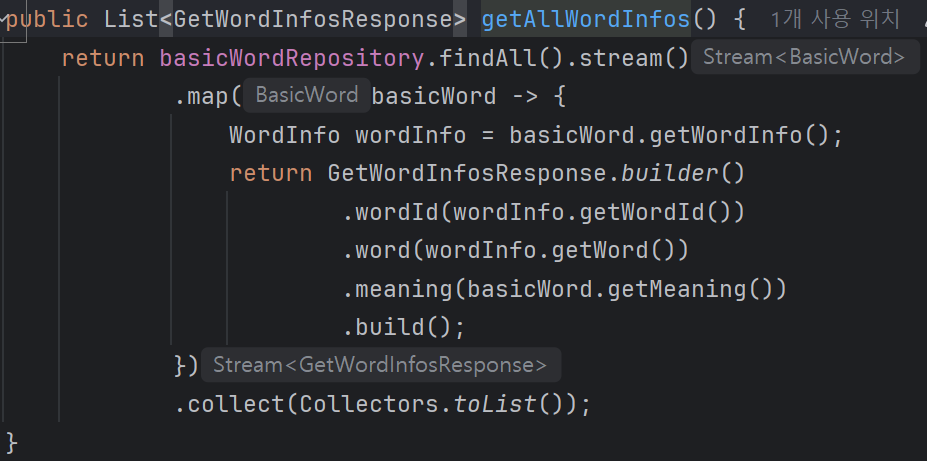 public List<GetWordInfosResponse> getAllWordInfos() { 1개 사용 위치
return basicWordRepository.findAll().stream() Stream<BasicWord>
.map( BasicWord basicWord -> {
WordInfo wordInfo = basicWord.getWordInfo();
return GetWordInfosResponse.builder()
.wordId(wordInfo.getWordId())
.word(wordInfo.getWord())
.meaning(basicWord.getMeaning())
.build();
}) Stream<GetWordInfosResponse>
.collect(Collectors.toList());
}